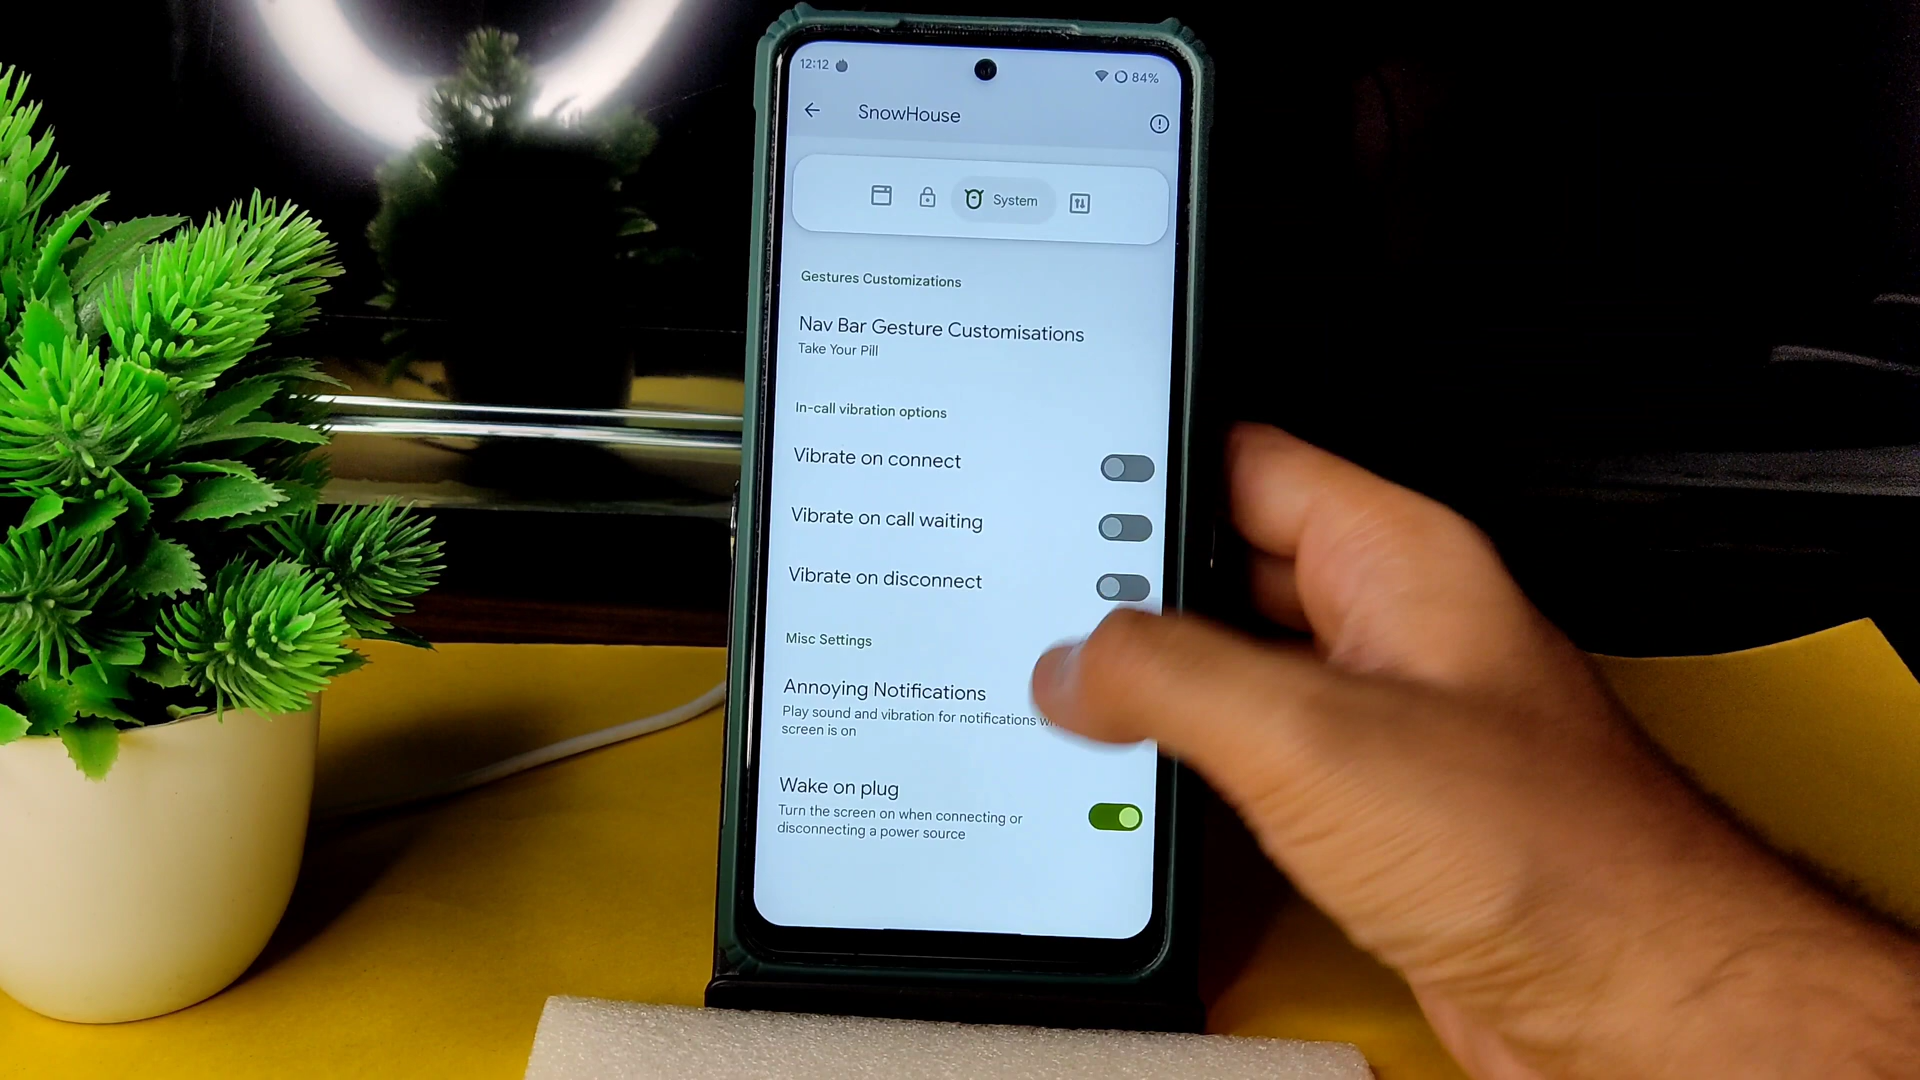 12:12 84%
SnowHouse
System
Gestures Customizations
Nav Bar Gesture Customisations
Take Your Pill
In-call vibration options
Vibrate on connect
Vibrate on call waiting
Vibrate on disconnect
Misc Settings
Annoying Notifications
Play sound and vibration for notifications
screen is on
Wake on plug
Turn the screen on when connecting or
disconnecting a power source